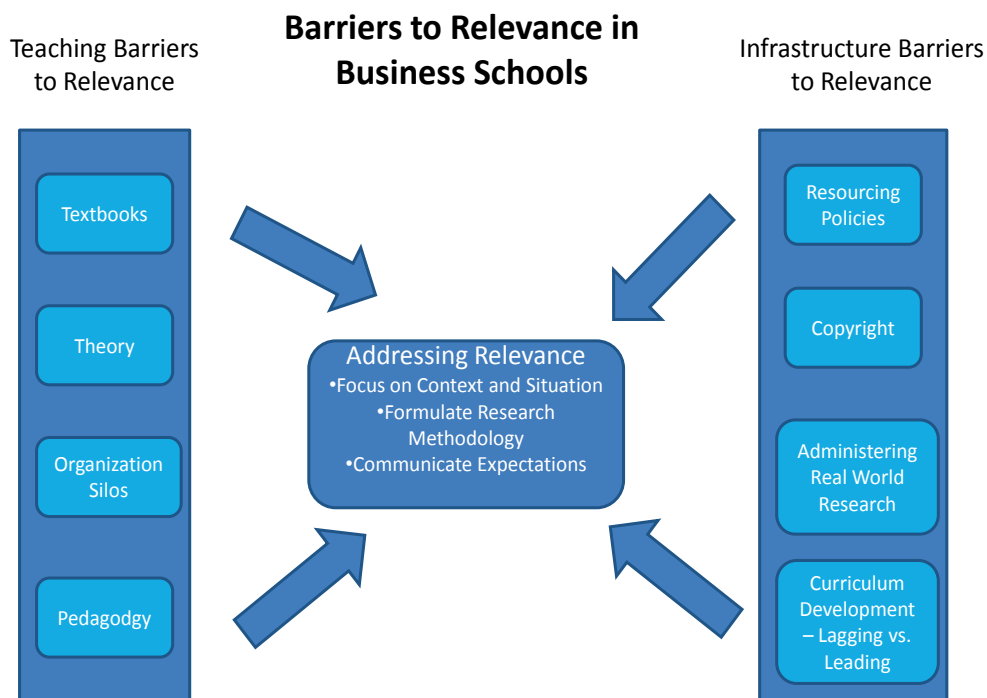 Barriers to Relevance in
Business Schools
Teaching Barriers
to Relevance
Textbooks
Theory
Organization
Silos
Pedagodgy
Addressing Relevance
•Focus on Context and Situation
•Formulate Research
Methodology
•Communicate Expectations
Infrastructure Barriers
to Relevance
Resourcing
Policies
Copyright
Administering
Real World
Research
Curriculum
Development
– Lagging vs.
Leading